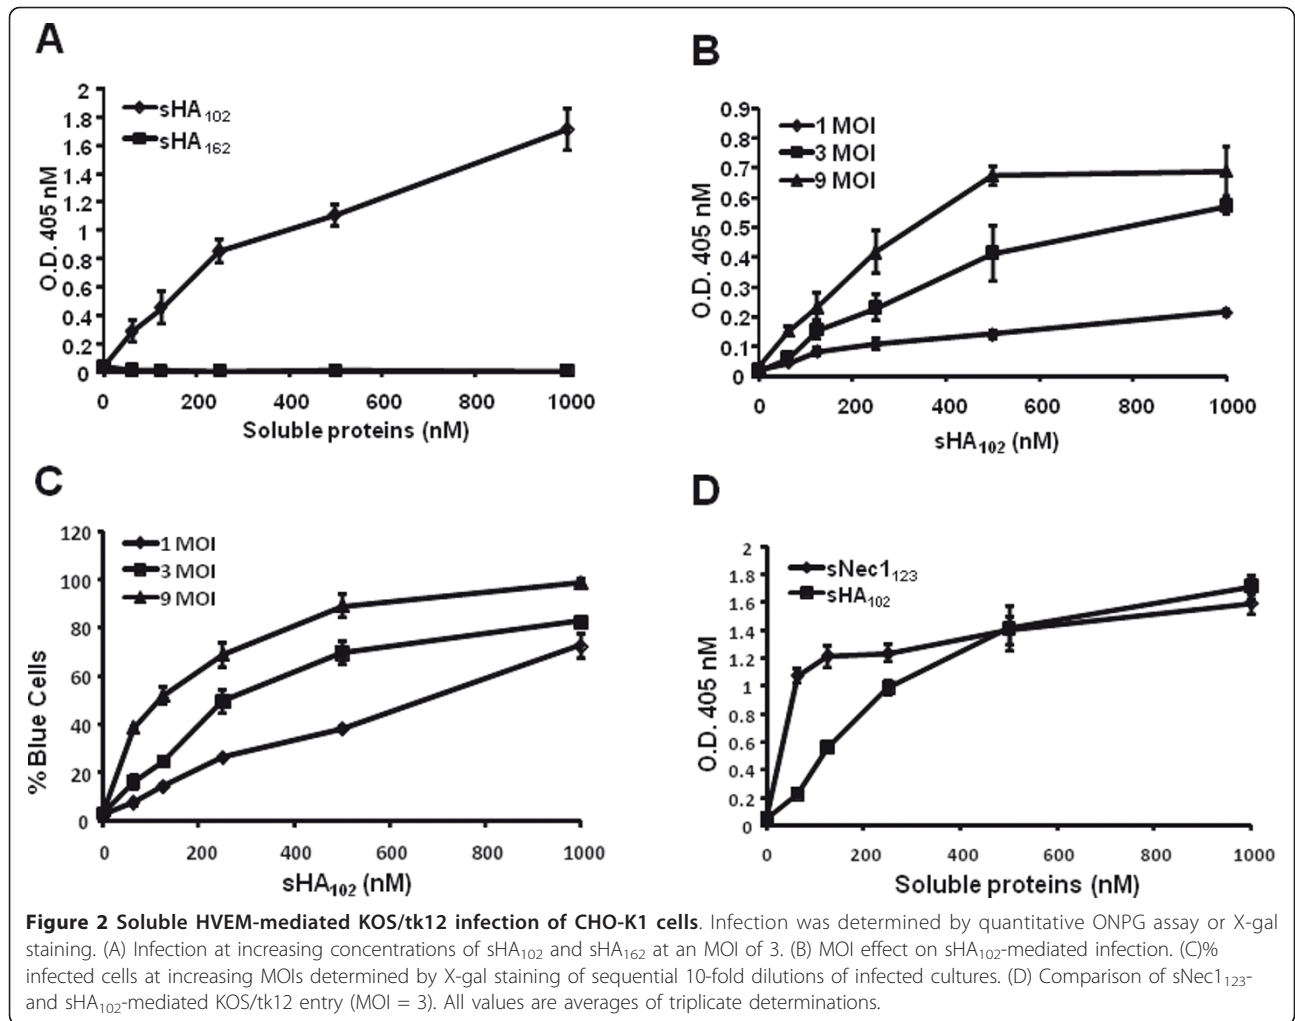 A
2
1.8
1.6
1.4
1.2
1
0.8
0.6
0.4
0.2
0
O.D. 405 nM
sHA102
sHA162
0 200 400 600 800 1000
Soluble proteins (nM)
B
0.9
0.8
0.7
0.6
0.5
0.4
0.3
0.2
0.1
0
O.D. 405 nM
1 MOI
3 MOI
9 MOI
0 200 400 600 800 1000
sHA102 (nM)
C
120
100
80
60
40
20
0
% Blue Cells
1 MOI
3 MOI
9 MOI
0 200 400 600 800 1000
sHA102 (nM)
D
2
1.8
1.6
1.4
1.2
1
0.8
0.6
0.4
0.2
0
O.D. 405 nM
sNec1123
sHA102
0 200 400 600 800 1000
Soluble proteins (nM)
Figure 2 Soluble HVEM-mediated KOS/tk12 infection of CHO-K1 cells. Infection was determined by quantitative ONPG assay or X-gal
staining. (A) Infection at increasing concentrations of sHA102 and sHA162 at an MOI of 3. (B) MOI effect on sHA102-mediated infection. (C)%
infected cells at increasing MOIs determined by X-gal staining of sequential 10-fold dilutions of infected cultures. (D) Comparison of sNec1123-
and sHA102-mediated KOS/tk12 entry (MOI = 3). All values are averages of triplicate determinations.